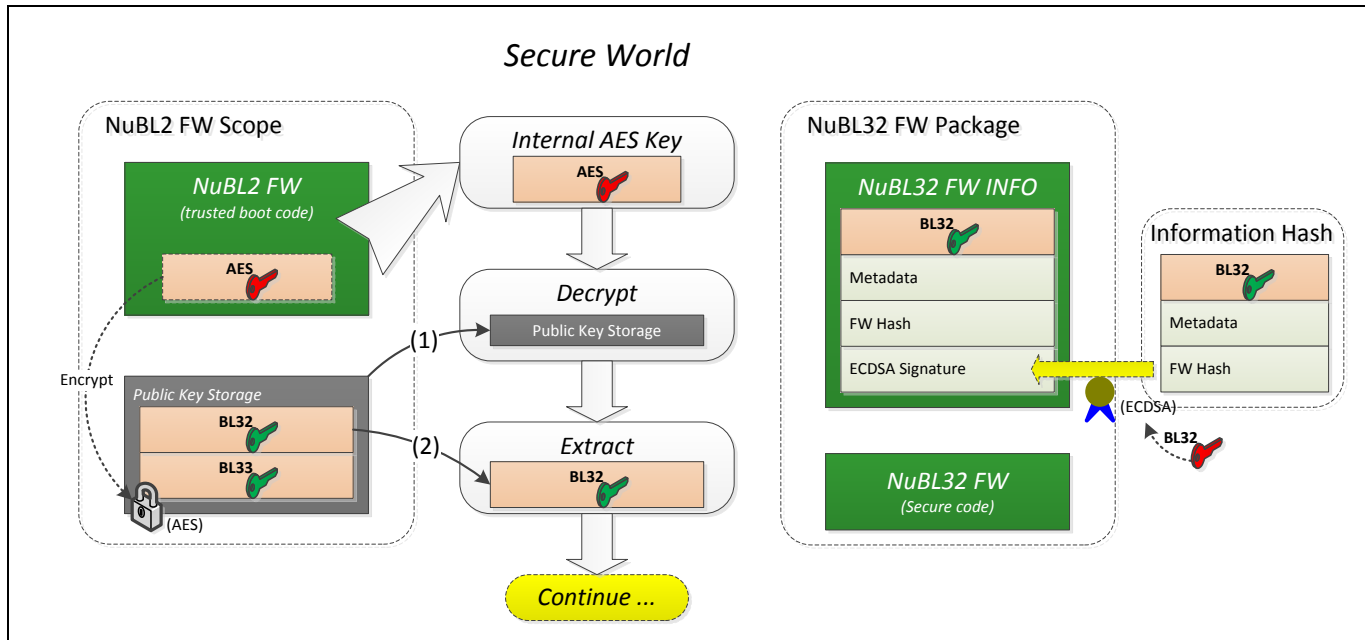 Secure World
NuBL2 FW Scope
NuBL2 FW
(trusted boot code)
AES
Encrypt
Public Key Storage
BL32
BL33
(AES)
Internal AES Key
AES
Decrypt
Public Key Storage
(1)
(2)
Extract
BL32
Continue ...
NuBL32 FW Package
NuBL32 FW INFO
BL32
Metadata
FW Hash
ECDSA Signature
NuBL32 FW
(Secure code)
Information Hash
BL32
Metadata
FW Hash
(ECDSA)
BL32